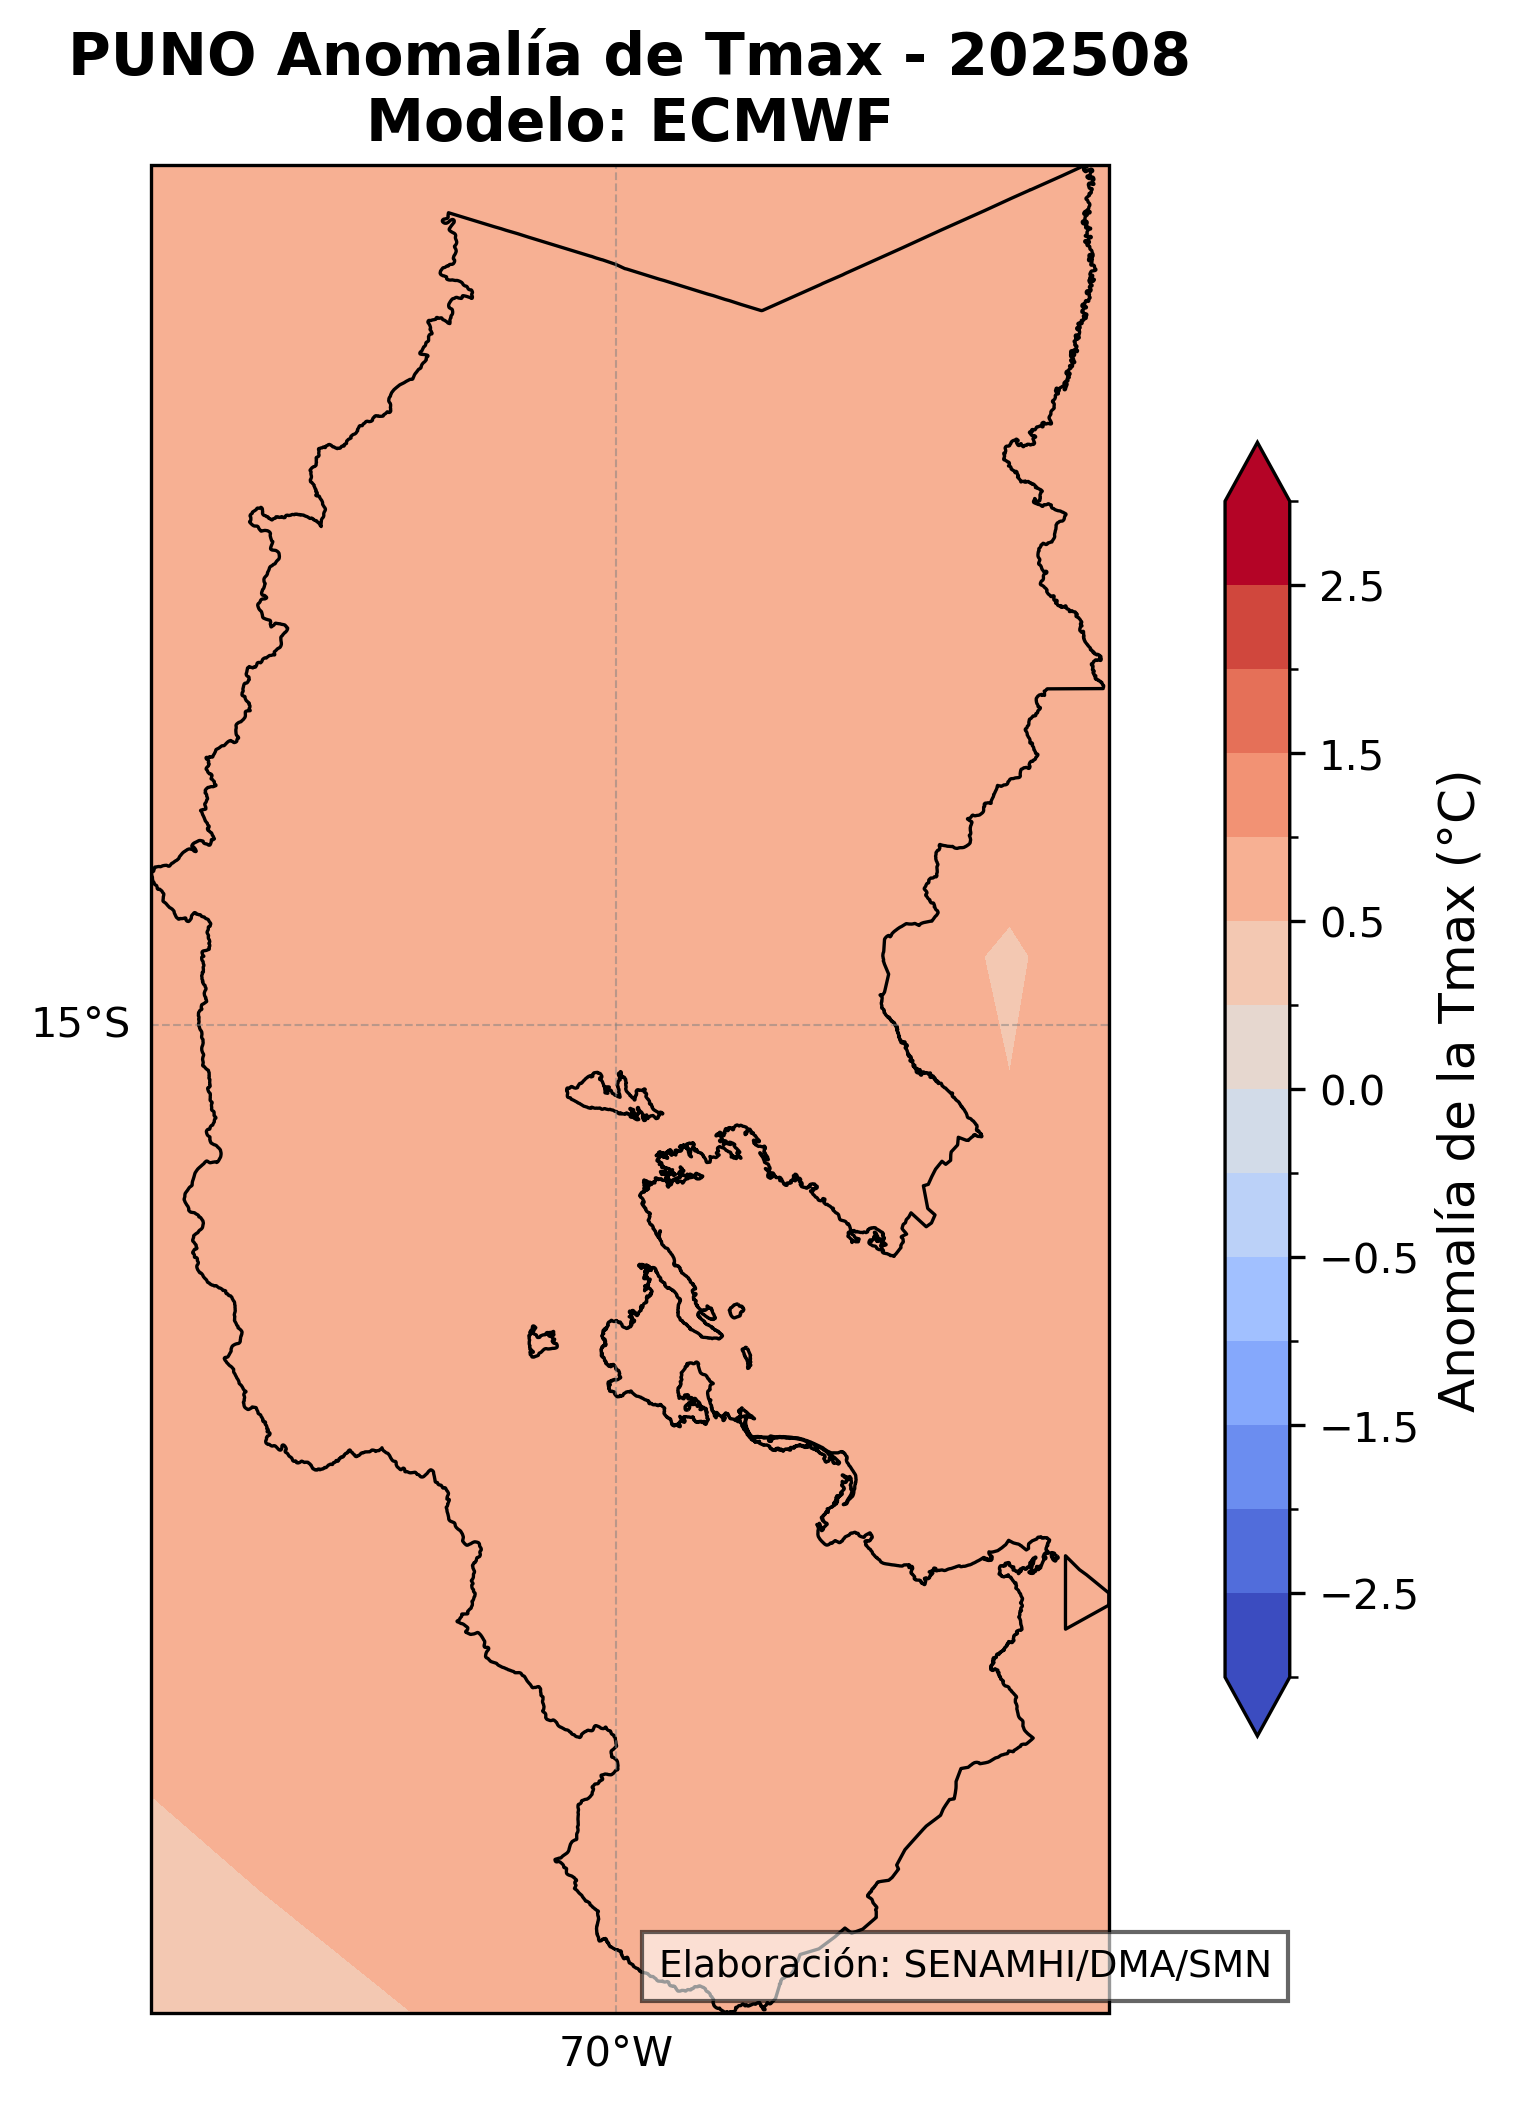 PUNO Anomalía de Tmax - 202508
Modelo: ECMWF
2.5
1.5
0.5
0.0
−0.5
−1.5
−2.5
Anomalía de la Tmax (°C)
15°S
70°W
Elaboración: SENAMHI/DMA/SMN